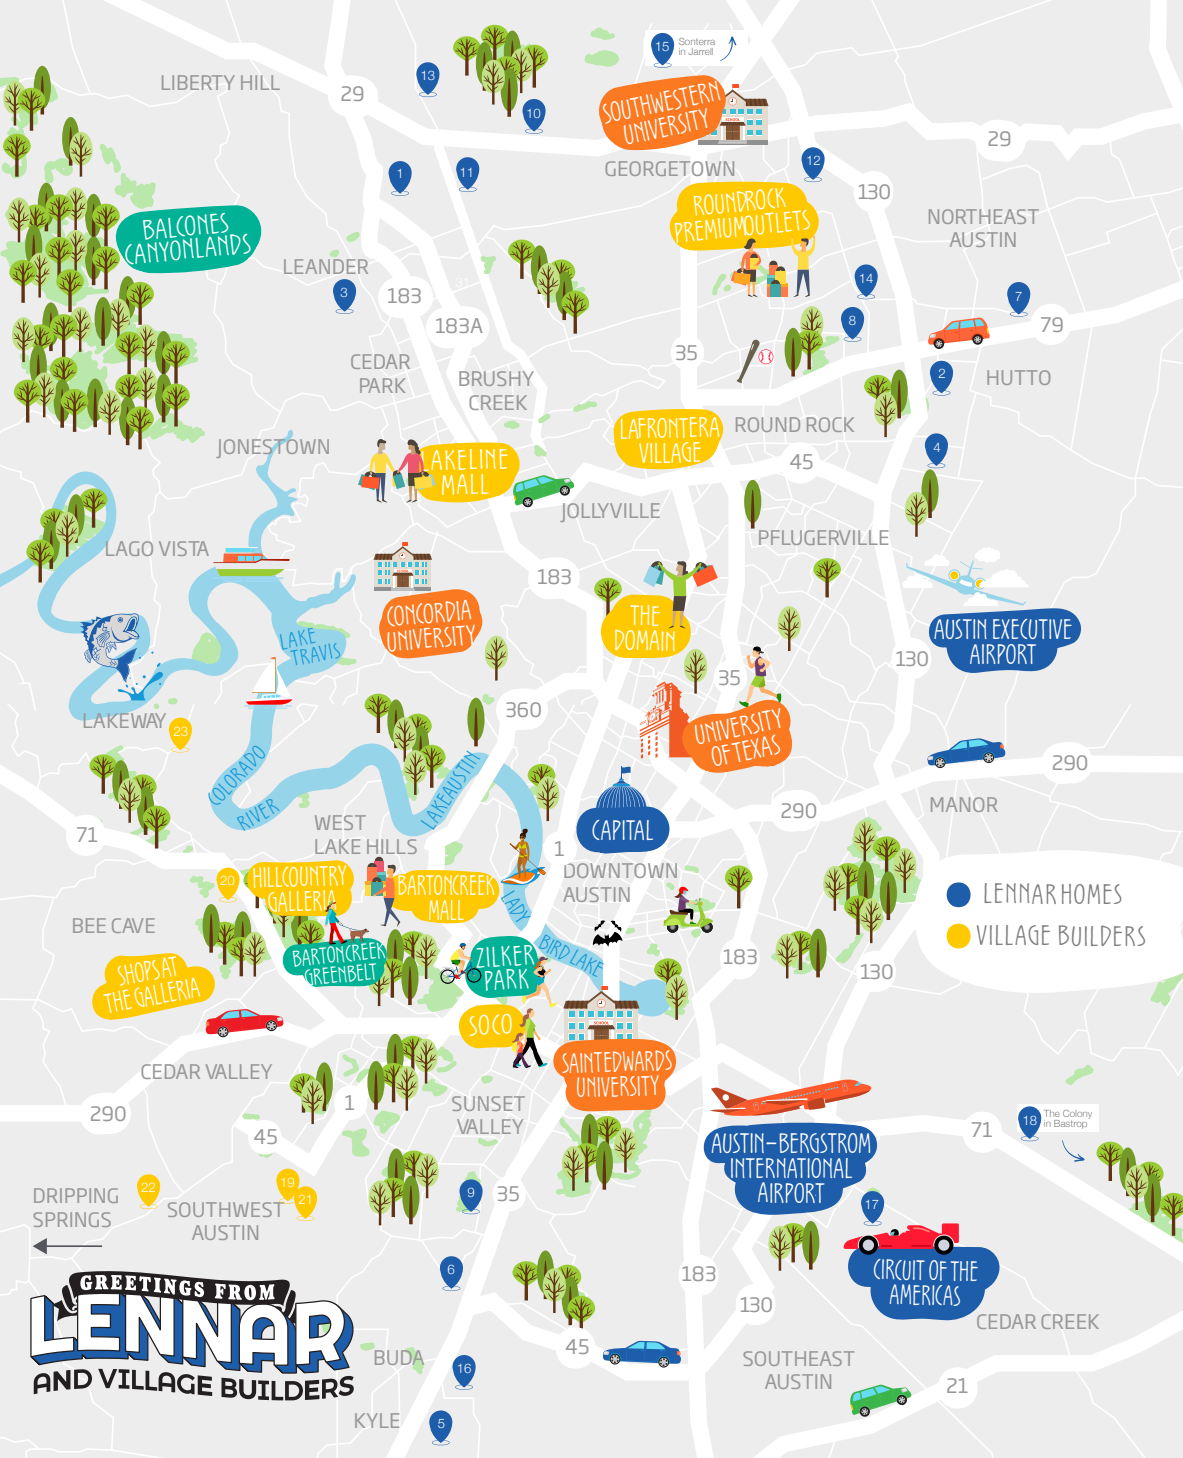 15
Sonterra
in Jarrell
13
LIBERTY HILL
29
10
SOUTHWESTERN
UNIVERSITY
SCHOOL
29
GEORGETOWN
12
1
11
130
ROUNDROCK
PREMIUMOUTLETS
NORTHEAST
AUSTIN
BALCONES
CANYONLANDS
LEANDER
3
183
183A
14
7
79
8
35
CEDAR
PARK
BRUSHY
CREEK
2
HUTTO
LAFRONTERA
VILLAGE
ROUND ROCK
45
4
JONESTOWN
LAKELINE
MALL
JOLLYVILLE
PFLUGERVILLE
LAGO VISTA
183
SCHOOL
CONCORDIA
UNIVERSITY
THE
DOMAIN
AUSTIN EXECUTIVE
AIRPORT
LAKE
TRAVIS
130
35
360
LAKEWAY
23
UNIVERSITY
OF TEXAS
290
COLORADO
RIVER
LAKEAUSTIN
MANOR
290
WEST
LAKE HILLS
71
CAPITAL
1
DOWNTOWN
AUSTIN
20
HILLCOUNTRY
GALLERIA
BARTONCREEK
MALL
LENNAR HOMES
VILLAGE BUILDERS
LADY
BIRD LAKE
BEE CAVE
BARTONCREEK
GREENBELT
ZILKER
PARK
183
130
SHOPS AT
THE GALLERIA
SOCO
SCHOOL
SAINTEDWARDS
UNIVERSITY
CEDAR VALLEY
290
1
45
SUNSET
VALLEY
18
The Colony
in Bastrop
71
AUSTIN-BERGSTROM
INTERNATIONAL
AIRPORT
22
19
21
9
35
17
DRIPPING
SPRINGS
SOUTHWEST
AUSTIN
6
183
130
CIRCUIT OF THE
AMERICAS
CEDAR CREEK
GREETINGS FROM
LENNAR
AND VILLAGE BUILDERS
45
BUDA
16
SOUTHEAST
AUSTIN
21
KYLE
5